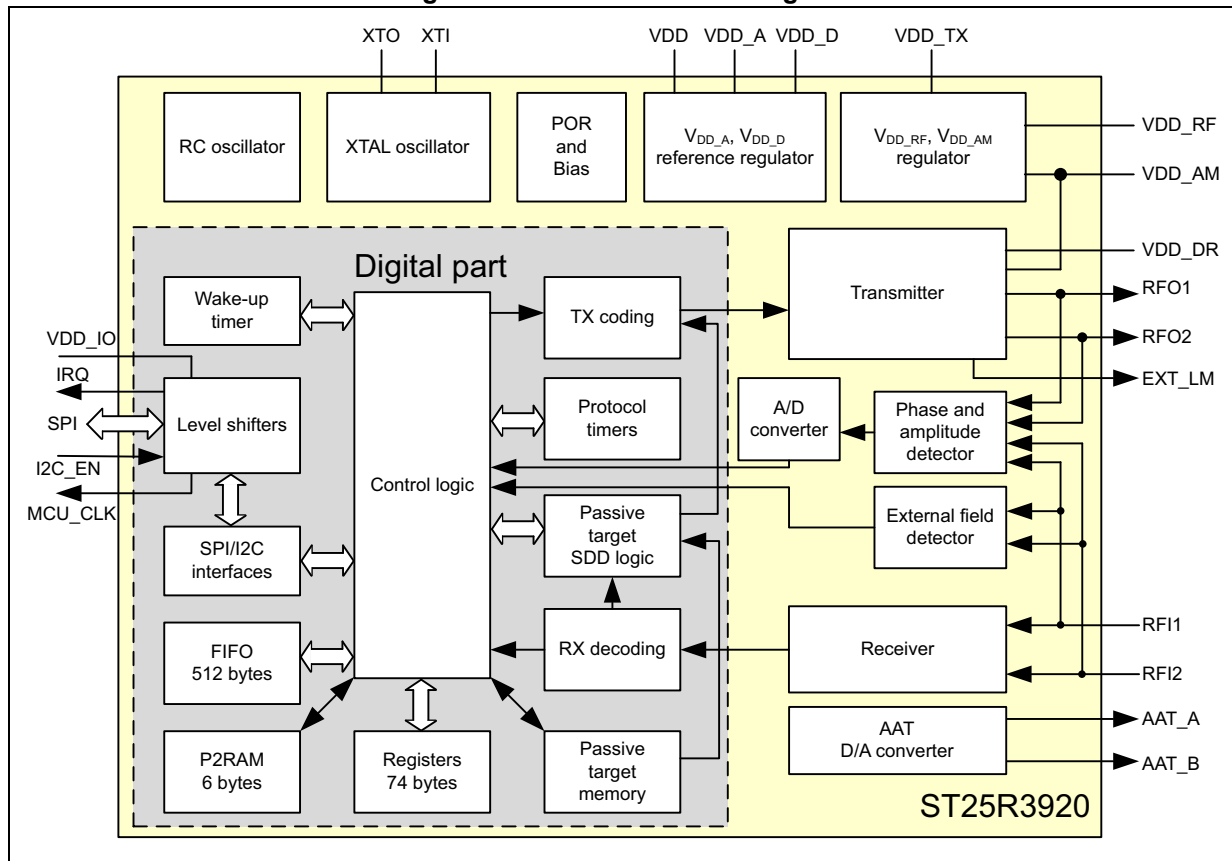 XTO XTI VDD VDD_A VDD_D VDD_TX
RC oscillator
XTAL oscillator
POR
and
Bias
VDD_A, VDD_D
reference regulator
VDD_RF, VDD_AM
regulator
VDD_RF
VDD_AM
Digital part
Wake-up
timer
TX coding
Transmitter
VDD_DR
RFO1
RFO2
EXT_LM
VDD_IO
IRQ
SPI
I2C_EN
MCU_CLK
Level shifters
Control logic
Protocol
timers
A/D
converter
Phase and
amplitude
detector
SPI/I2C
interfaces
Passive
target
SDD logic
External field
detector
FIFO
512 bytes
RX decoding
Receiver
RFI1
RFI2
P2RAM
6 bytes
Registers
74 bytes
Passive
target
memory
AAT
D/A converter
AAT_A
AAT_B
ST25R3920